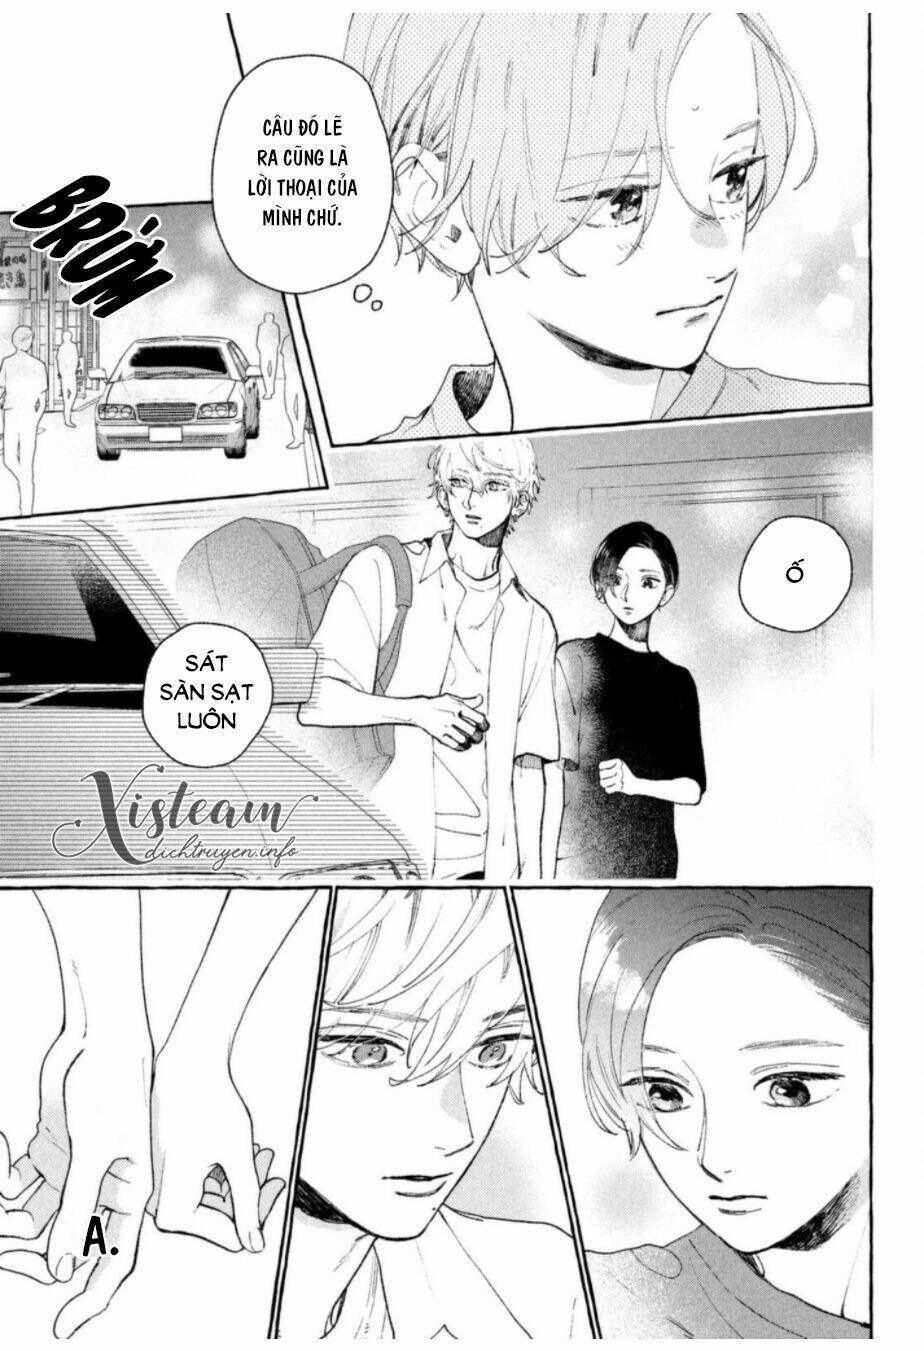 CÂU ĐÓ LẼ
RA CŨNG LÀ
LỜI THOẠI CỦA
MÌNH CHỨ.
BRỪM
Ố
SÁT
SÀN SẠT
LUÔN
Xisteam
dichtruyen.info
A.